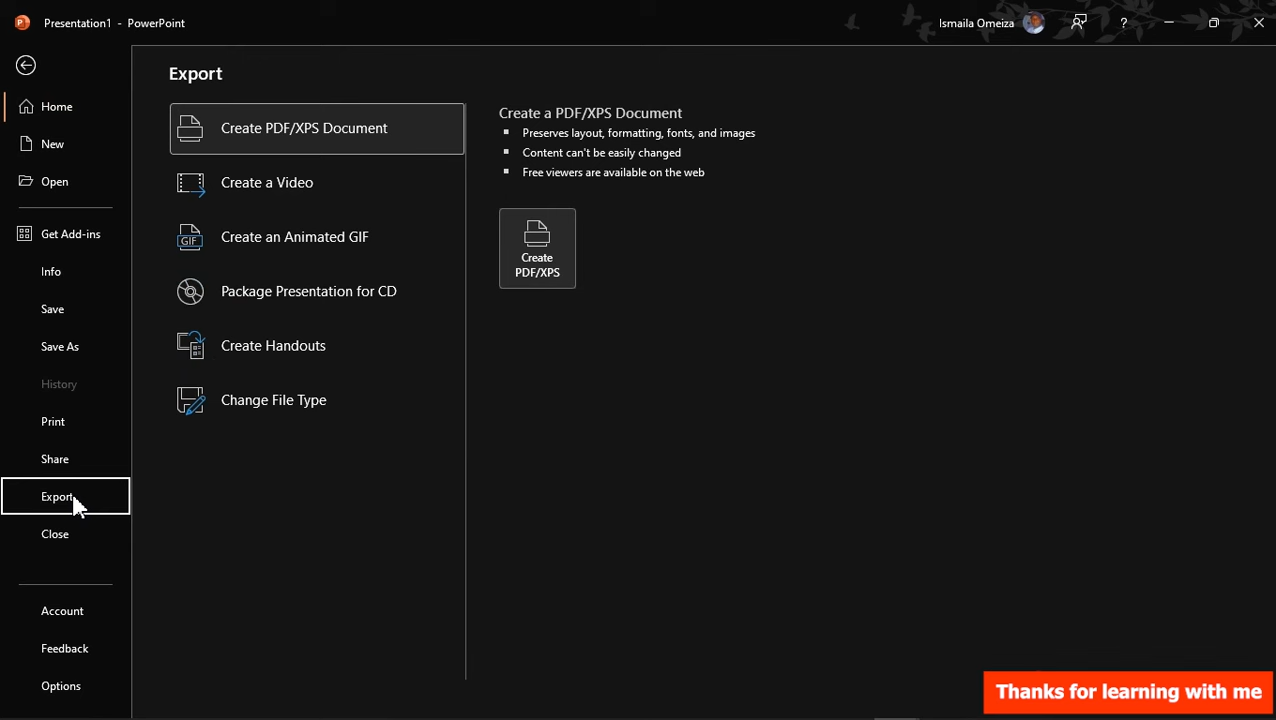 Presentation1 - PowerPoint
Ismaila Omeiza
?
Home
New
Open
Get Add-ins
Info
Save
Save As
History
Print
Share
Export
Close
Account
Feedback
Options
Export
Create PDF/XPS Document
Create a Video
GIF
Create an Animated GIF
Package Presentation for CD
Create Handouts
Change File Type
Create a PDF/XPS Document
Preserves layout, formatting, fonts, and images
Content can't be easily changed
Free viewers are available on the web
Create
PDF/XPS
Thanks for learning with me